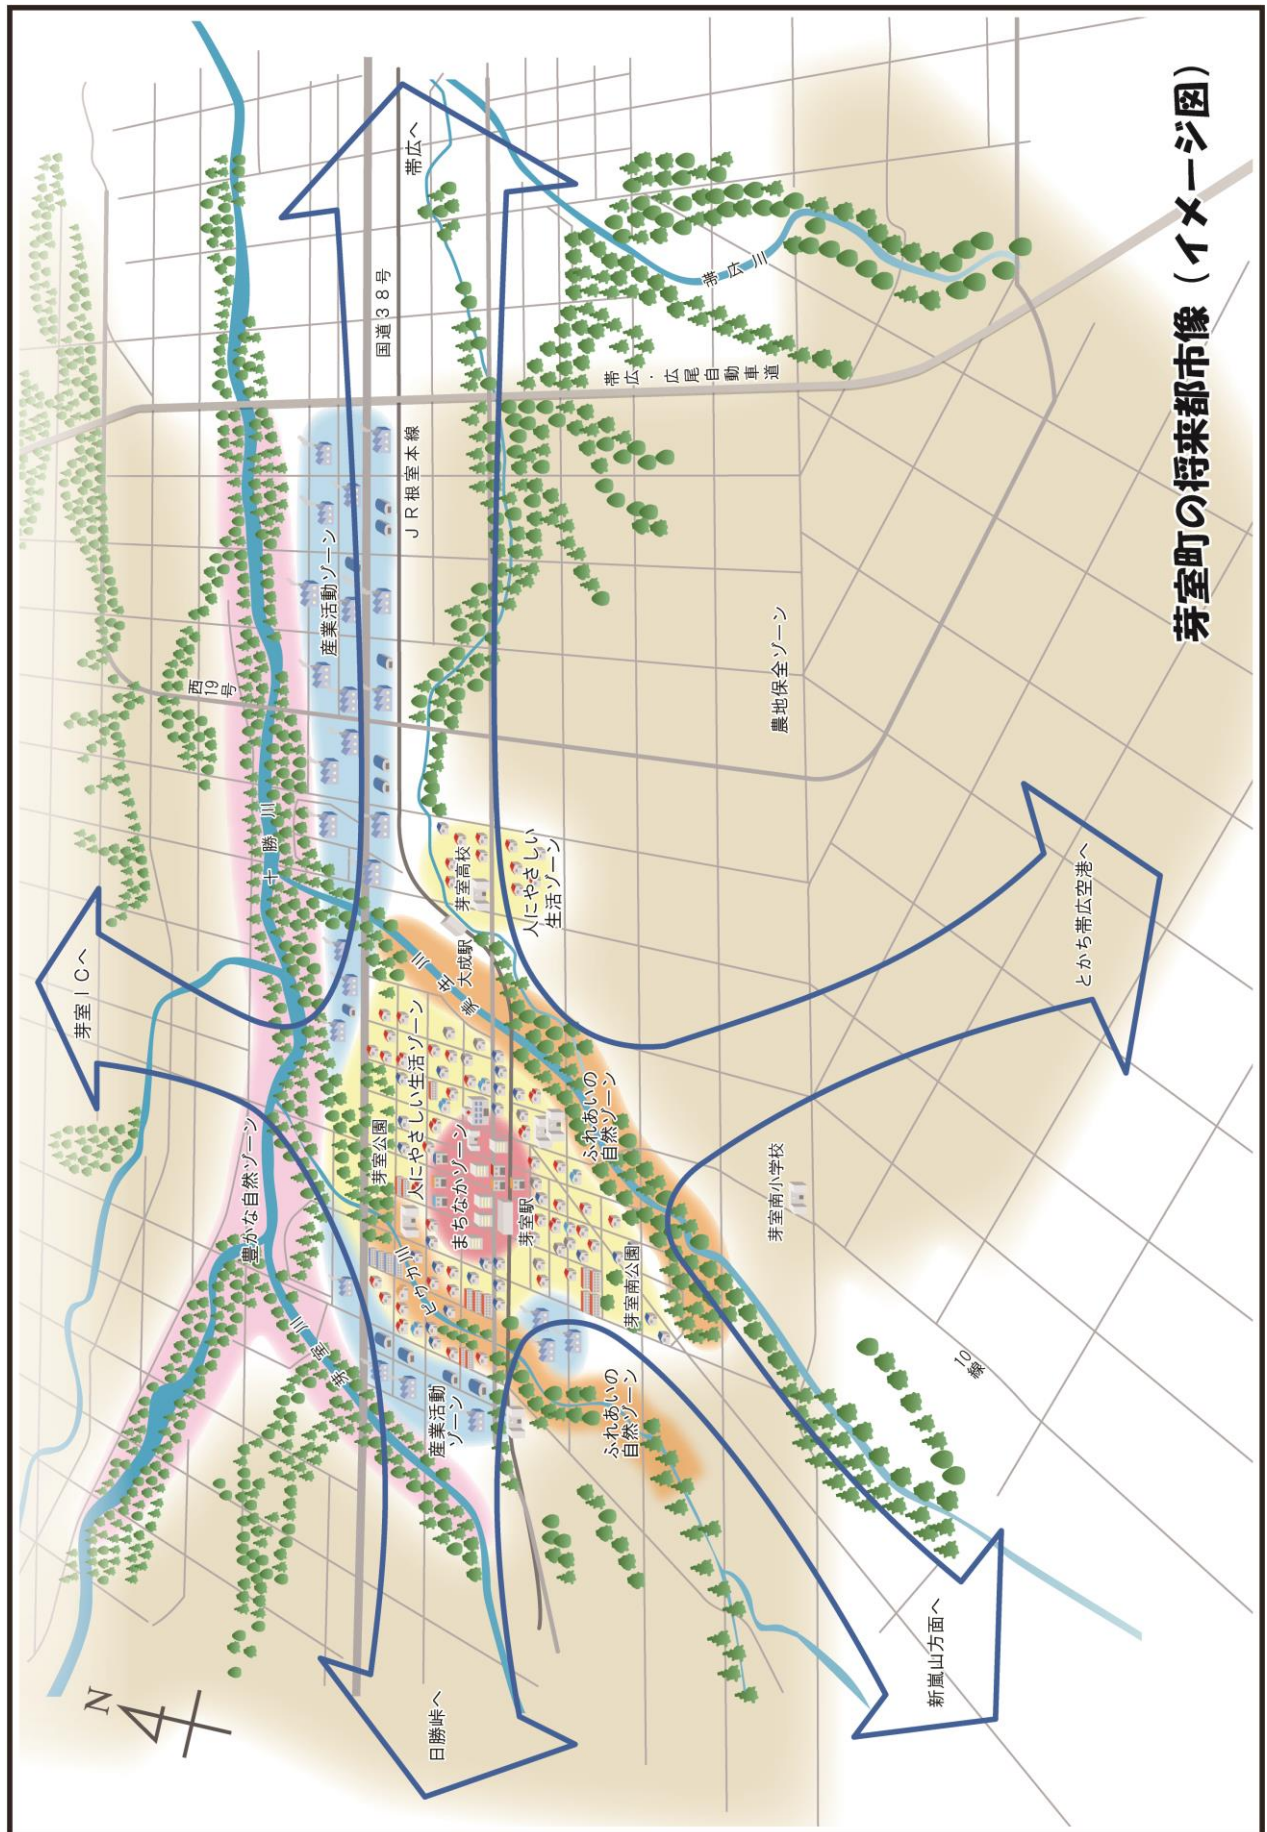 芽室町の将来都市像（イメージ図）
N
芽室ＩＣへ
帯広へ
日勝峠へ
新嵐山方面へ
とかち帯広空港へ
国道３８号
ＪＲ根室本線
帯広・広尾自動車道
西19号
10線
十勝川
帯広川
芽室川
美生川
ピウカ川
豊かな自然ゾーン
産業活動ゾーン
産業活動
ゾーン
人にやさしい生活ゾーン
人にやさしい
生活ゾーン
まちなかゾーン
ふれあいの
自然ゾーン
ふれあいの
自然ゾーン
農地保全ゾーン
芽室公園
芽室駅
芽室南公園
大成駅
芽室高校
芽室南小学校